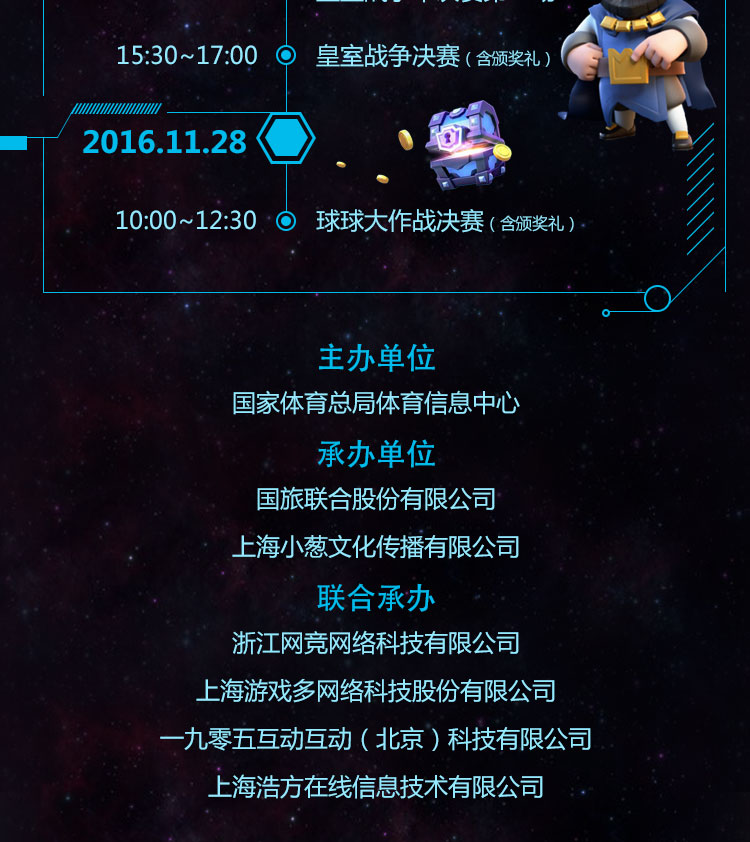 15:30~17:00 皇室战争决赛（含颁奖礼）
2016.11.28
10:00~12:30 球球大作战决赛（含颁奖礼）
主办单位
国家体育总局体育信息中心
承办单位
国旅联合股份有限公司
上海小葱文化传播有限公司
联合承办
浙江网竞网络科技有限公司
上海游戏多网络科技股份有限公司
一九零五互动互动（北京）科技有限公司
上海浩方在线信息技术有限公司